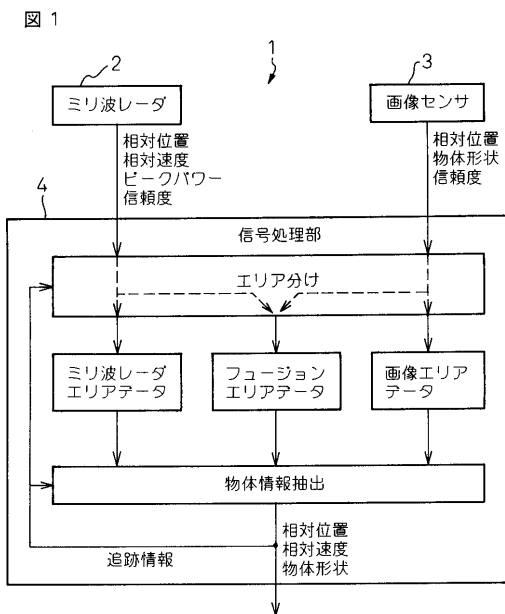 図 1
1
2
3
ミリ波レーダ
画像センサ
相対位置
相対速度
ピークパワー
信頼度
相対位置
物体形状
信頼度
4
信号処理部
エリア分け
ミリ波レーダ
エリアデータ
フュージョン
エリアデータ
画像エリア
データ
物体情報抽出
追跡情報
相対位置
相対速度
物体形状